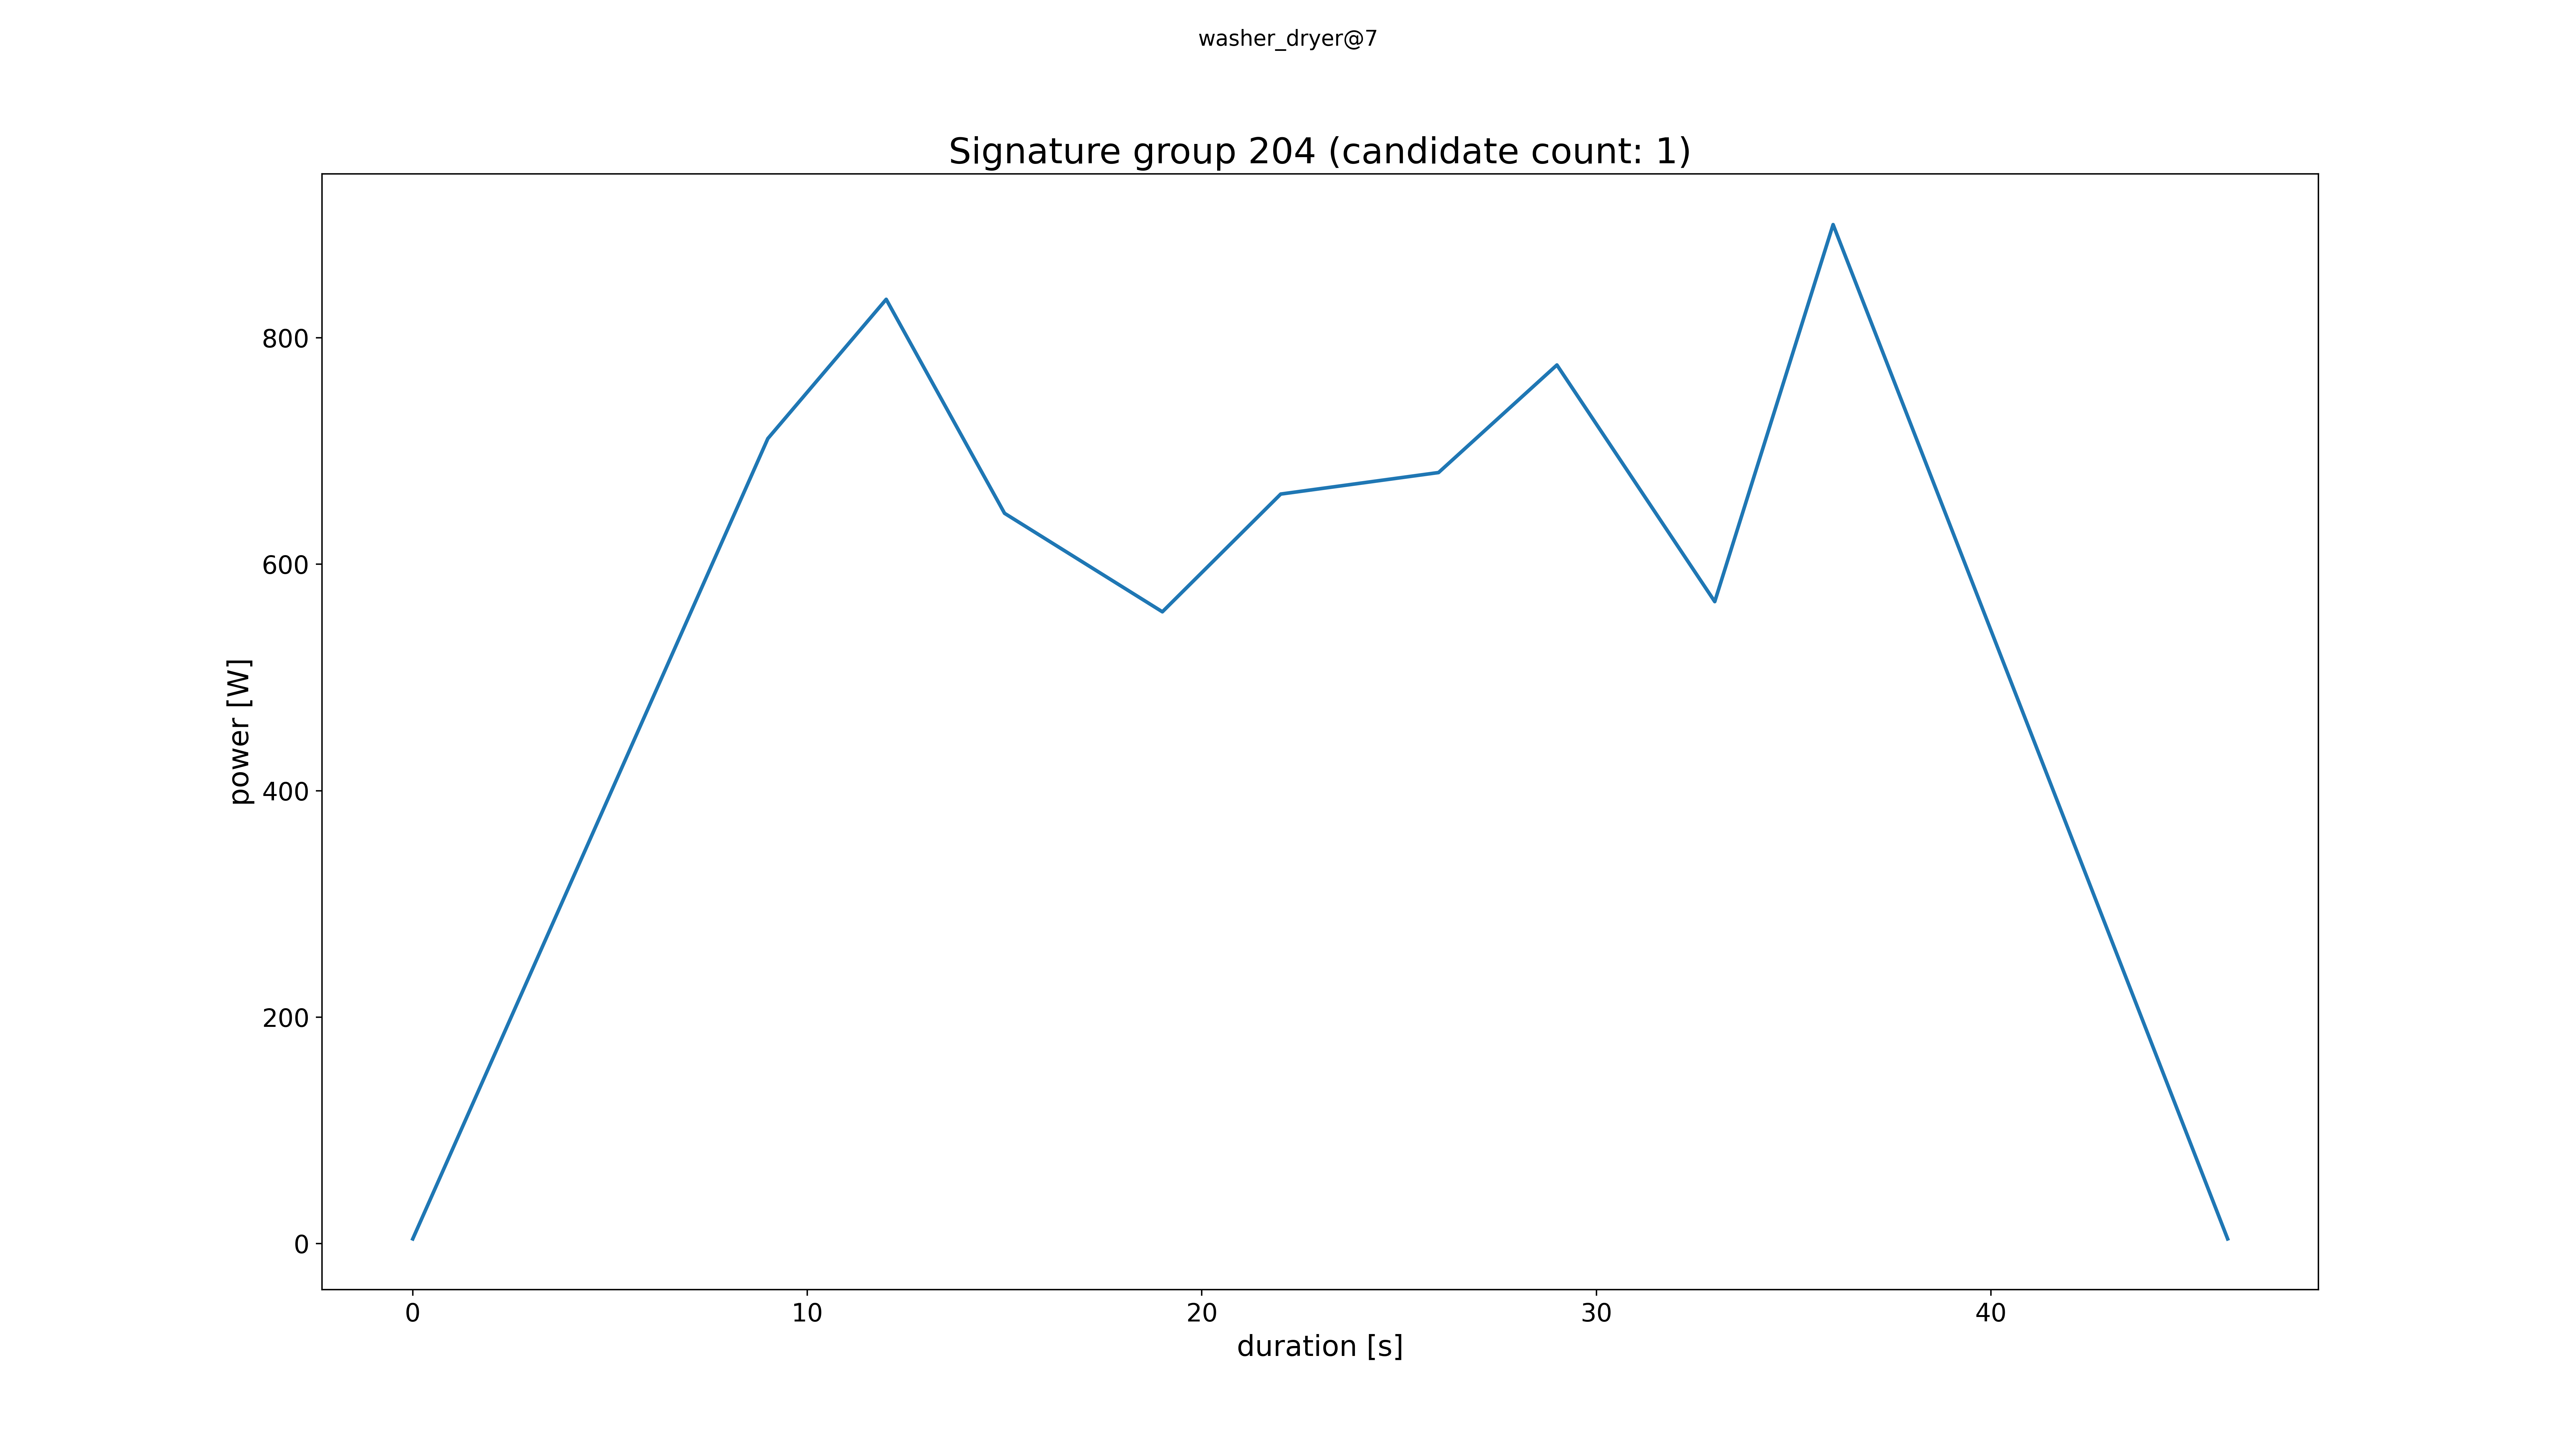 washer_dryer@7
Signature group 204 (candidate count: 1)
800
600
400
200
0
power [W]
0 10 20 30 40
duration [s]